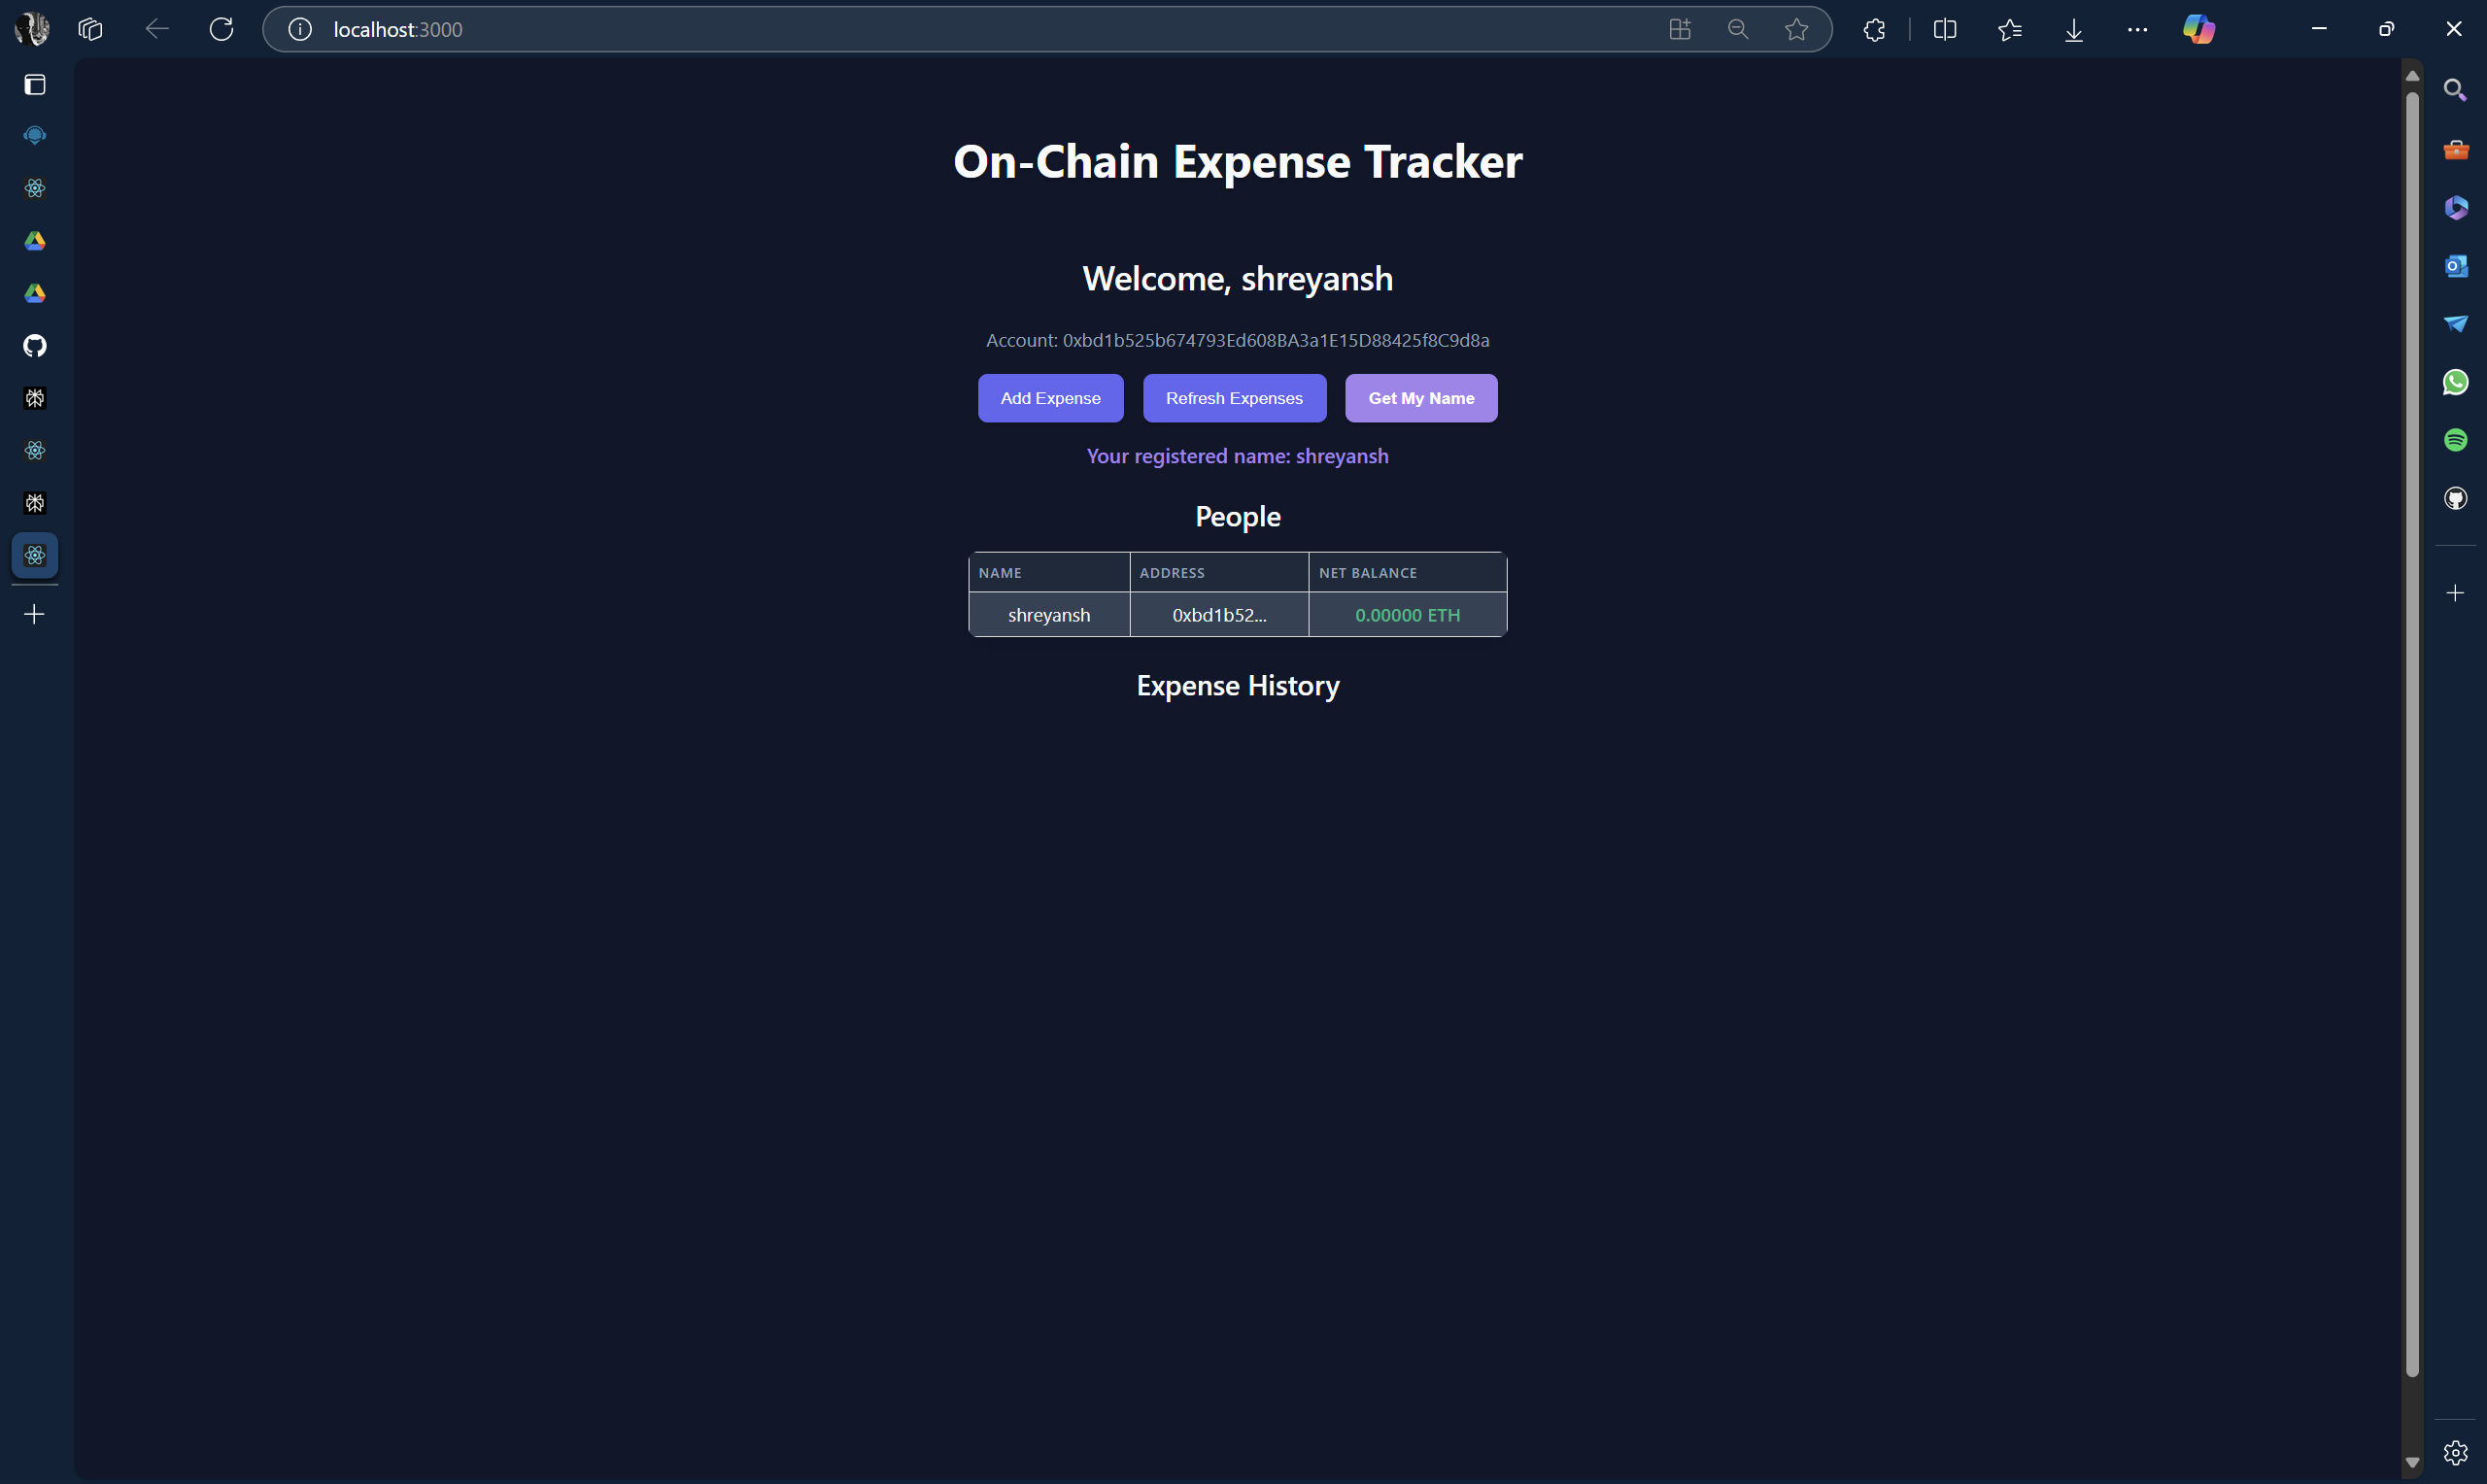 localhost:3000
On-Chain Expense Tracker
Welcome, shreyansh
Account: 0xbd1b525b674793Ed608BA3a1E15D88425f8C9d8a
Add Expense Refresh Expenses Get My Name
Your registered name: shreyansh
People
NAME ADDRESS NET BALANCE
shreyansh 0xbd1b52... 0.00000 ETH
Expense History